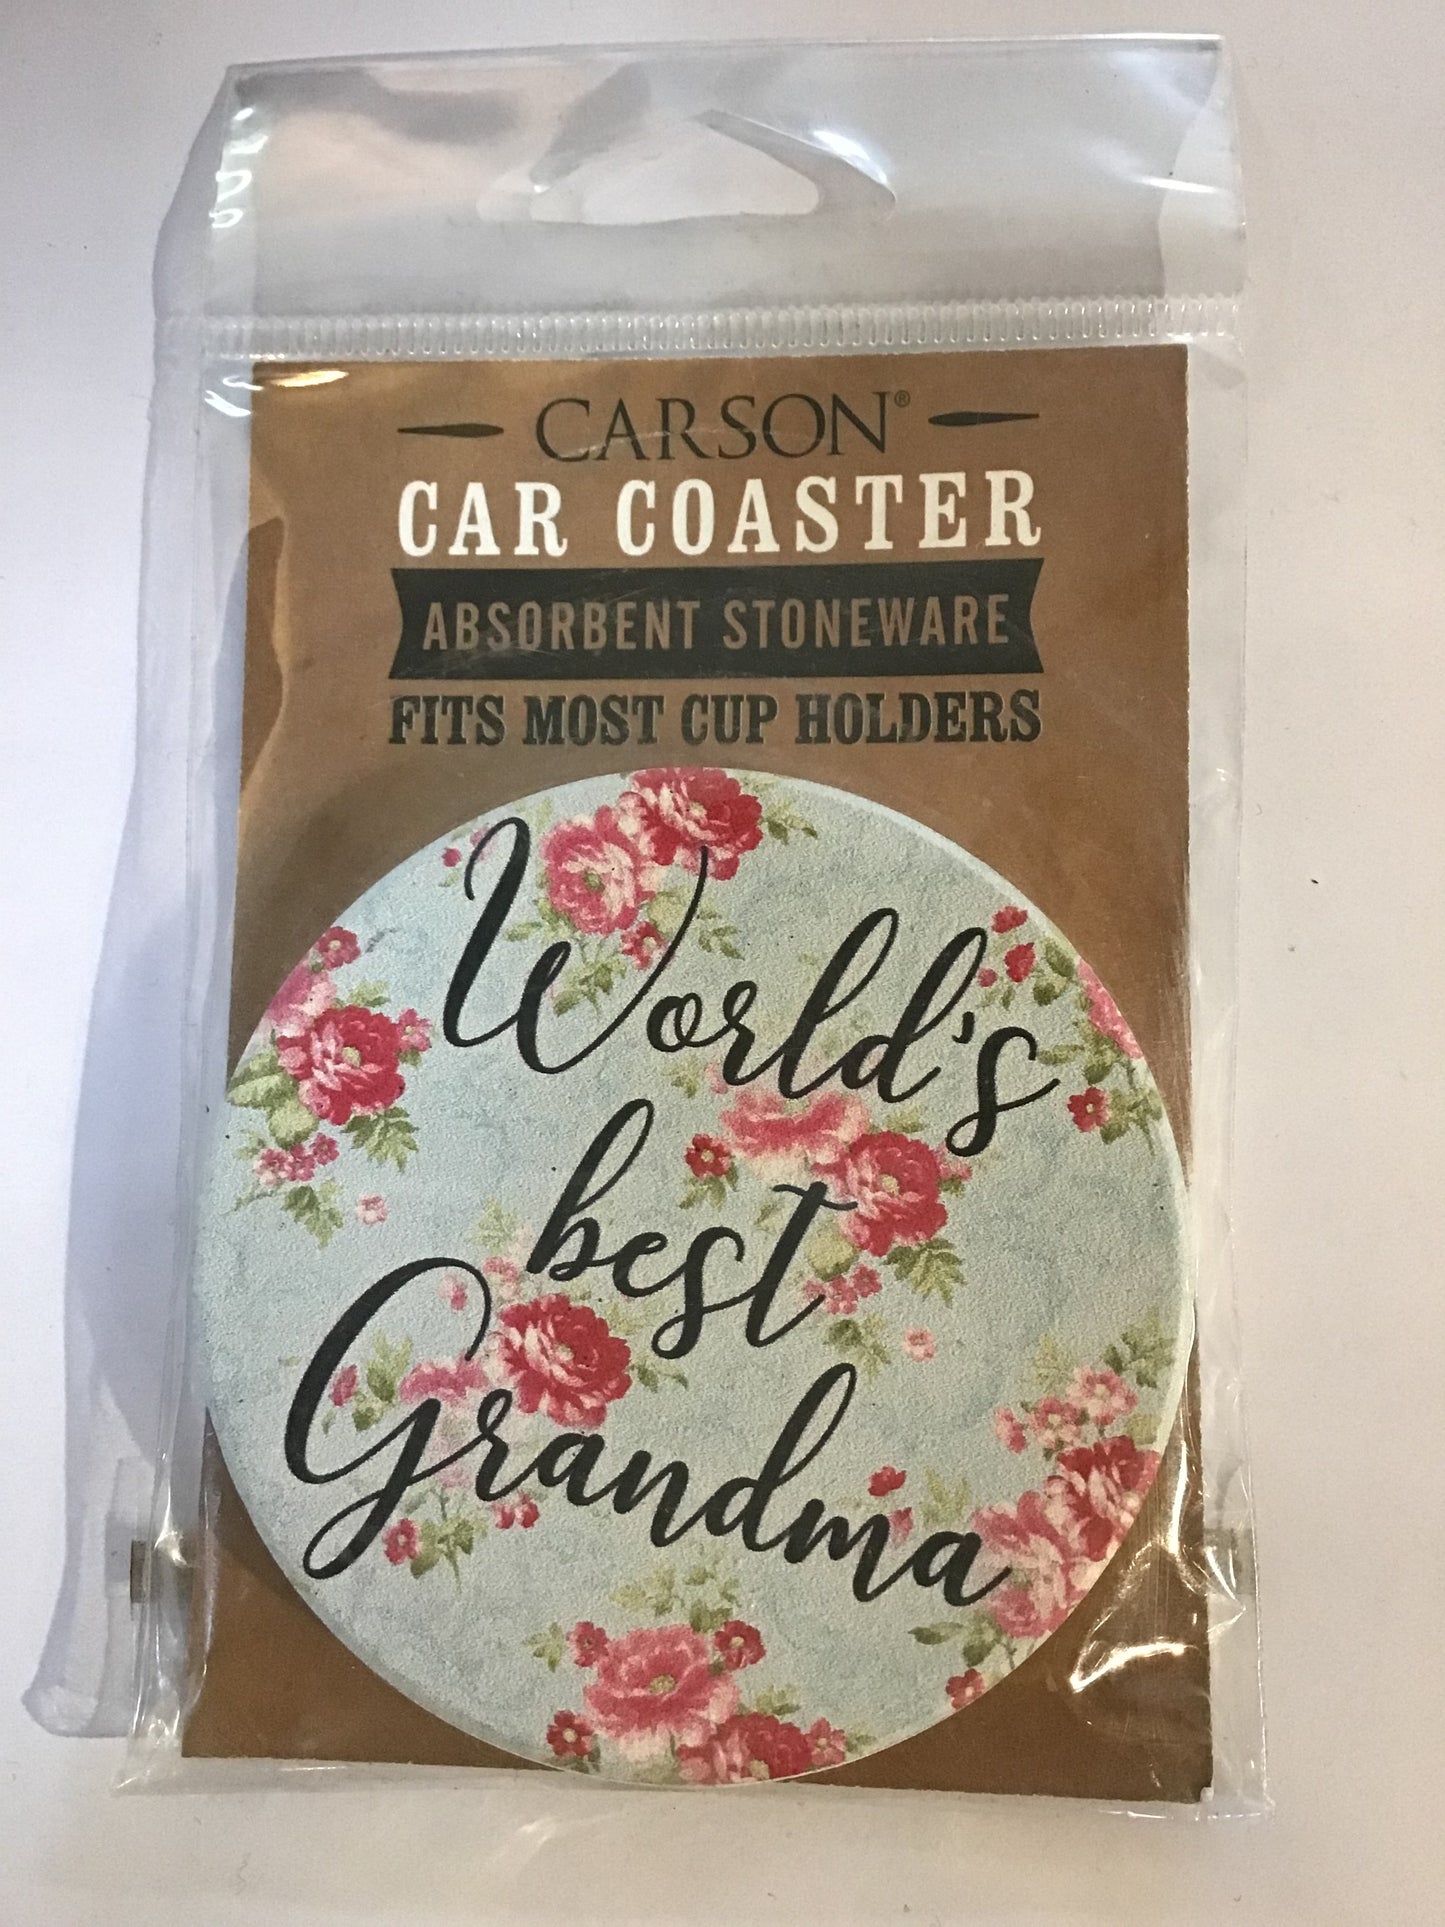 CARSON®
CAR COASTER
ABSORBENT STONEWARE
FITS MOST CUP HOLDERS
World's
best
Grandma